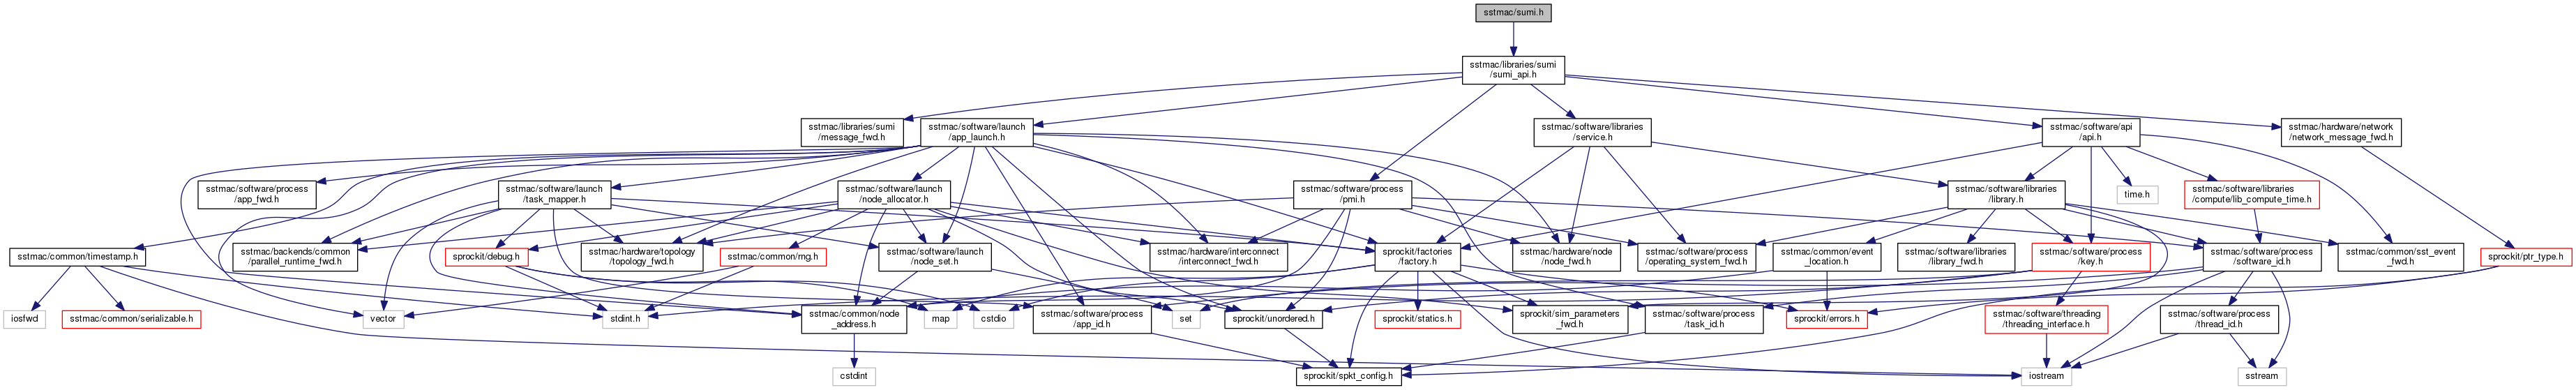 sstmac/sumi.h
sstmac/libraries/sumi
/sumi_api.h
sstmac/libraries/sumi
/message_fwd.h
sstmac/software/launch
/app_launch.h
sstmac/software/libraries
/service.h
sstmac/software/api
/api.h
sstmac/hardware/network
/network_message_fwd.h
sstmac/software/process
/app_fwd.h
sstmac/software/launch
/task_mapper.h
sstmac/software/launch
/node_allocator.h
sstmac/software/process
/pmi.h
sstmac/software/libraries
/library.h
time.h
sstmac/software/libraries
/compute/lib_compute_time.h
sstmac/common/timestamp.h
sstmac/backends/common
/parallel_runtime_fwd.h
sprockit/debug.h
sstmac/hardware/topology
/topology_fwd.h
sstmac/common/rng.h
sstmac/software/launch
/node_set.h
sstmac/hardware/interconnect
/interconnect_fwd.h
sprockit/factories
/factory.h
sstmac/hardware/node
/node_fwd.h
sstmac/software/process
/operating_system_fwd.h
sstmac/common/event
_location.h
sstmac/software/libraries
/library_fwd.h
sstmac/software/process
/key.h
sstmac/software/process
/software_id.h
sstmac/common/sst_event
_fwd.h
sprockit/ptr_type.h
iosfwd
sstmac/common/serializable.h
vector
stdint.h
sstmac/common/node
_address.h
map
cstdio
sstmac/software/process
/app_id.h
set
sprockit/unordered.h
sprockit/statics.h
sprockit/sim_parameters
_fwd.h
sstmac/software/process
/task_id.h
sprockit/errors.h
sstmac/software/threading
/threading_interface.h
sstmac/software/process
/thread_id.h
cstdint
sprockit/spkt_config.h
iostream
sstream